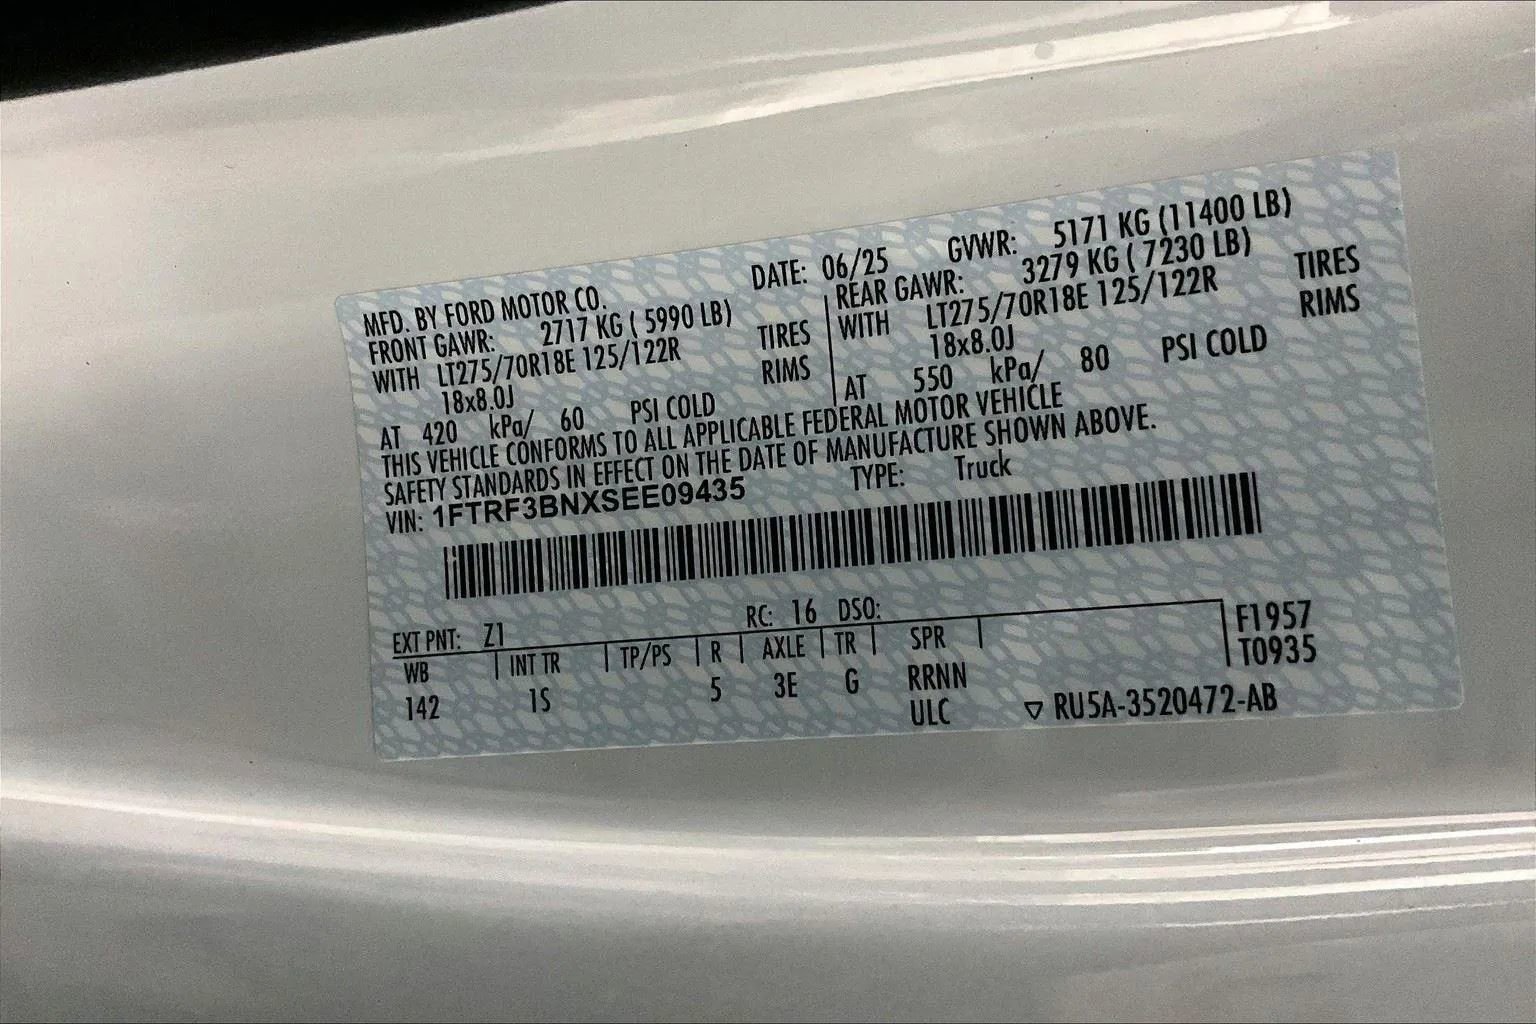 MFD. BY FORD MOTOR CO. DATE: 06/25 GVWR: 5171 KG (11400 LB)
FRONT GAWR: 2717 KG ( 5990 LB) REAR GAWR: 3279 KG ( 7230 LB)
WITH LT275/70R18E 125/122R TIRES WITH LT275/70R18E 125/122R TIRES
18x8.0J RIMS 18x8.0J RIMS
AT 420 kPa/ 60 PSI COLD AT 550 kPa/ 80 PSI COLD
THIS VEHICLE CONFORMS TO ALL APPLICABLE FEDERAL MOTOR VEHICLE
SAFETY STANDARDS IN EFFECT ON THE DATE OF MANUFACTURE SHOWN ABOVE.
VIN: 1FTRF3BNXSEE09435 TYPE: Truck
EXT PNT: Z1 RC: 16 DSO: F1957
WB INT TR TP/PS R AXLE TR SPR T0935
142 1S 5 3E G RRNN
ULC ▽ RU5A-3520472-AB